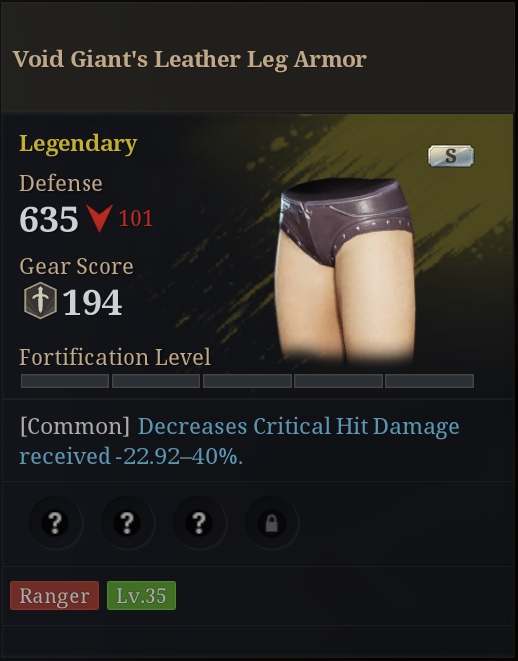 Void Giant's Leather Leg Armor
Legendary
S
Defense
635 101
Gear Score
194
Fortification Level
[Common] Decreases Critical Hit Damage
received -22.92–40%.
? ? ?
Ranger Lv.35